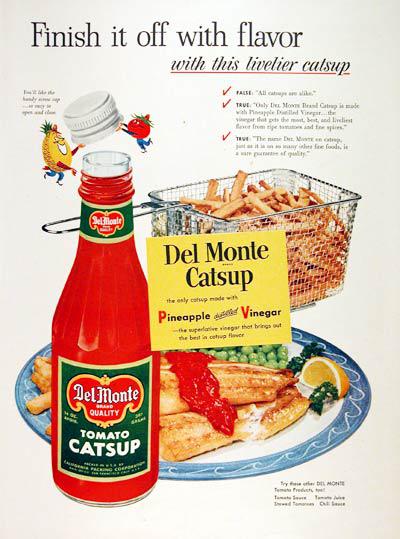 Finish it off with flavor
with this livelier catsup
You'll like the
handy screw cap
...so easy to
open and close.
FALSE: "All catsups are alike."
TRUE: "Only DEL MONTE Brand Catsup is made
with Pineapple Distilled Vinegar...the
vinegar that gets the most, best, and liveliest
flavor from ripe tomatoes and fine spices."
TRUE: "The name DEL MONTE on catsup,
just as it is on so many other fine foods, is
a sure guarantee of quality."
Del Monte
QUALITY
Del Monte
BRAND
Catsup
the only catsup made with
Pineapple distilled Vinegar
—the superlative vinegar that brings out
the best in catsup flavor
Del Monte
BRAND
QUALITY
14 OZ.
TOMATO
CATSUP
PACKED IN U.S.A. BY
CALIFORNIA PACKING CORPORATION
Try these other DEL MONTE
Tomato Products, too!
Tomato Sauce Tomato Juice
Stewed Tomatoes Chili Sauce